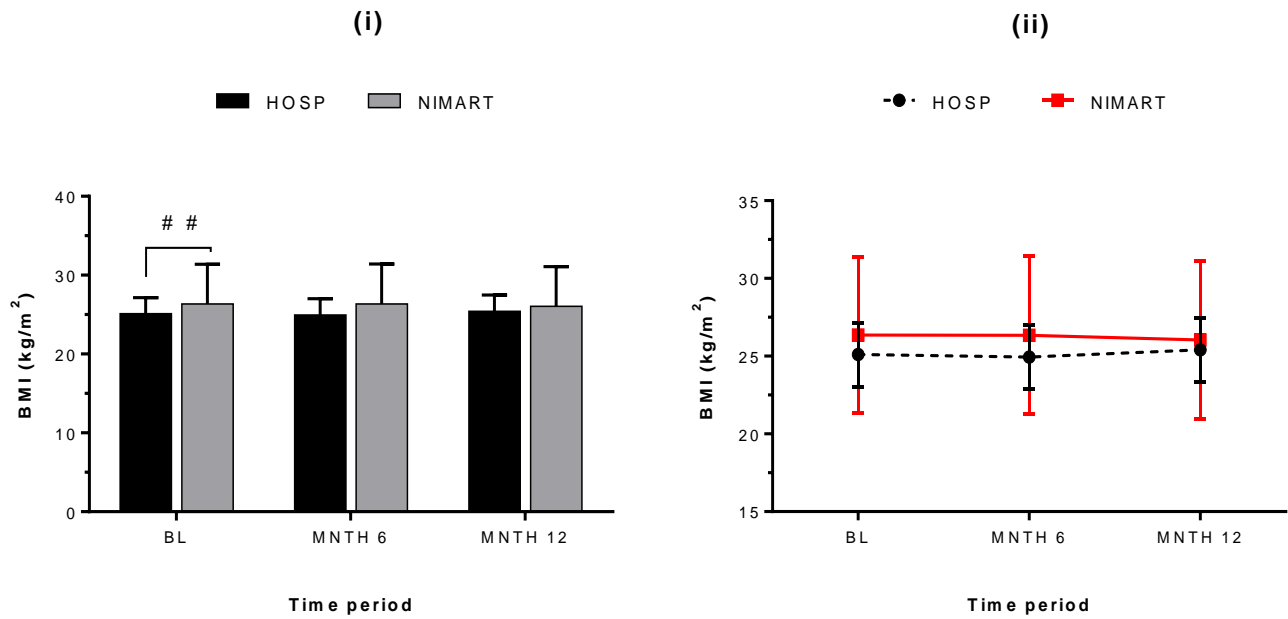 (i)
HOSP NIMART
40
30
20
10
0
BMI (kg/m²)
# #
BL MNTH 6 MNTH 12
Time period
(ii)
HOSP NIMART
35
30
25
20
15
BMI (kg/m²)
BL MNTH 6 MNTH 12
Time period